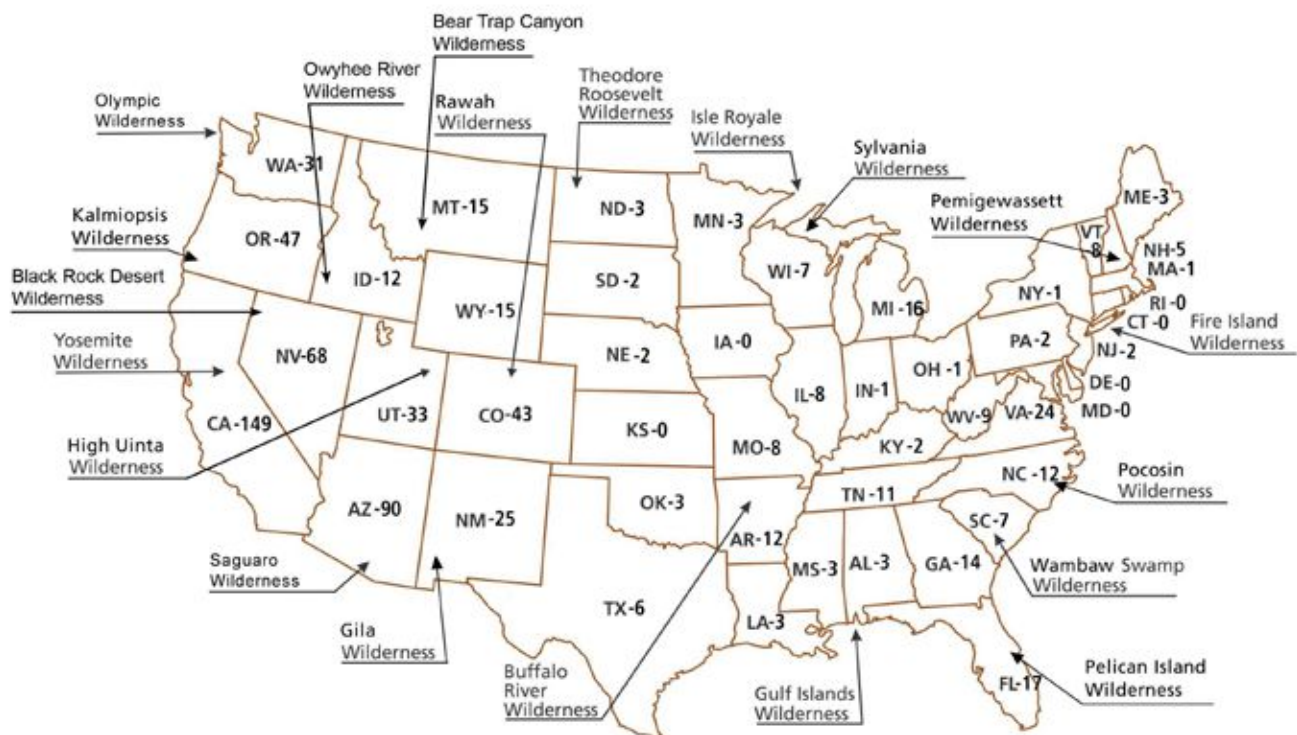 Bear Trap Canyon
Wilderness
Owyhee River
Wilderness
Theodore
Roosevelt
Wilderness
Rawah
Wilderness
Olympic
Wilderness
Isle Royale
Wilderness
Sylvania
Wilderness
WA-31
MT-15
ND-3
MN-3
ME-3
Pemigewassett
Wilderness
Kalmiopsis
Wilderness
OR-47
VT
8
NH-5
MA-1
Black Rock Desert
Wilderness
ID-12
SD-2
WI-7
MI-16
NY-1
RI-0
CT-0
Fire Island
Wilderness
WY-15
Yosemite
Wilderness
NV-68
NE-2
IA-0
PA-2
NJ-2
OH-1
IL-8
IN-1
DE-0
MD-0
CA-149
UT-33
CO-43
KS-0
MO-8
WV-9
VA-24
KY-2
High Uinta
Wilderness
NC-12
Pocosin
Wilderness
TN-11
AZ-90
NM-25
OK-3
AR-12
SC-7
MS-3
AL-3
GA-14
Saguaro
Wilderness
Wambaw Swamp
Wilderness
TX-6
LA-3
Gila
Wilderness
Buffalo
River
Wilderness
Gulf Islands
Wilderness
FL-17
Pelican Island
Wilderness